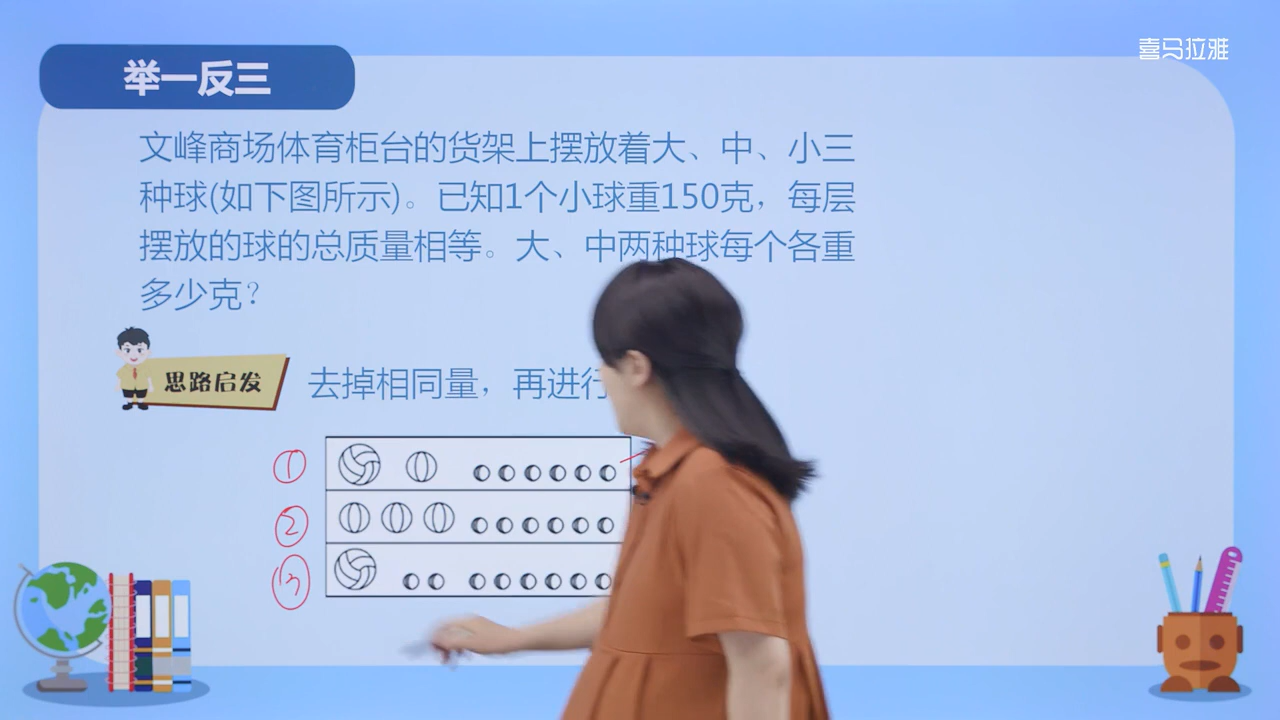 喜马拉雅
举一反三
文峰商场体育柜台的货架上摆放着大、中、小三
种球(如下图所示)。已知1个小球重150克，每层
摆放的球的总质量相等。大、中两种球每个各重
多少克？
思路启发
去掉相同量，再进行
①
②
③